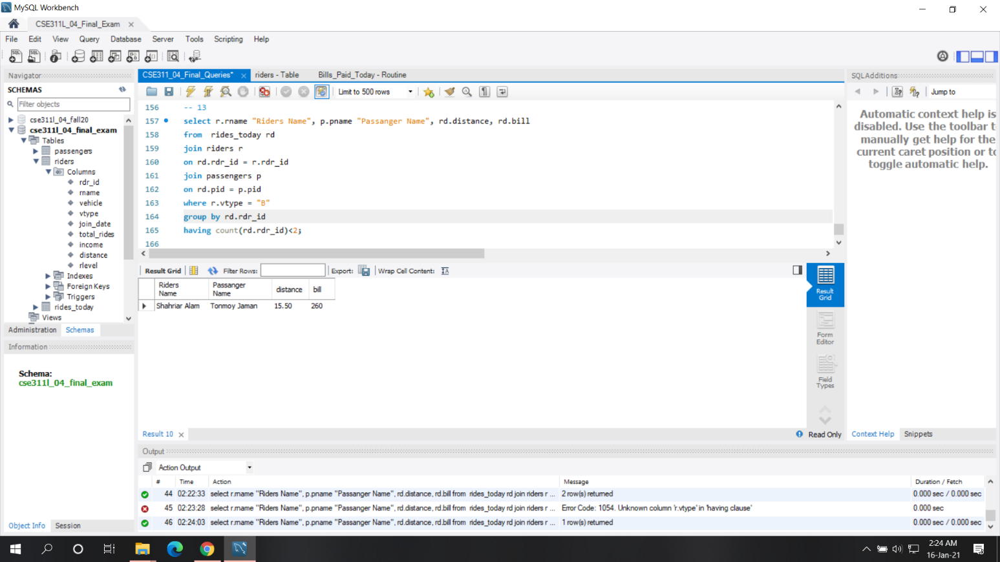 MySQL Workbench
CSE311L_04_Final_Exam
File Edit View Query Database Server Tools Scripting Help
Navigator
SCHEMAS
Filter objects
cse311l_04_fall20
cse311l_04_final_exam
Tables
passengers
riders
Columns
rdr_id
rname
vehicle
vtype
join_date
total_rides
income
distance
rlevel
Indexes
Foreign Keys
Triggers
rides_today
Views
Administration Schemas
Information
Schema:
cse311l_04_final_exam
Object Info Session
CSE311_04_Final_Queries* riders - Table Bills_Paid_Today - Routine
Limit to 500 rows
156 -- 13
157 select r.rname "Riders Name", p.pname "Passanger Name", rd.distance, rd.bill
158 from  rides_today rd
159 join riders r
160 on rd.rdr_id = r.rdr_id
161 join passengers p
162 on rd.pid = p.pid
163 where r.vtype = "B"
164 group by rd.rdr_id
165 having count(rd.rdr_id)<2;
166
Result Grid Filter Rows: Export: Wrap Cell Content:
Riders Name Passanger Name distance bill
Shahriar Alam Tonmoy Jaman 15.50 260
Result Grid
Form Editor
Field Types
Result 10 Read Only
SQLAdditions
Jump to
Automatic context help is
disabled. Use the toolbar t
manually get help for the
current caret position or to
toggle automatic help.
Context Help Snippets
Output
Action Output
# Time Action Message Duration / Fetch
44 02:22:33 select r.rname "Riders Name", p.pname "Passanger Name", rd.distance, rd.bill from  rides_today rd join riders r ... 2 row(s) returned 0.000 sec / 0.000 sec
45 02:23:28 select r.rname "Riders Name", p.pname "Passanger Name", rd.distance, rd.bill from  rides_today rd join riders r ... Error Code: 1054. Unknown column 'r.vtype' in 'having clause' 0.000 sec
46 02:24:03 select r.rname "Riders Name", p.pname "Passanger Name", rd.distance, rd.bill from  rides_today rd join riders r ... 1 row(s) returned 0.000 sec / 0.000 sec
2:24 AM
16-Jan-21